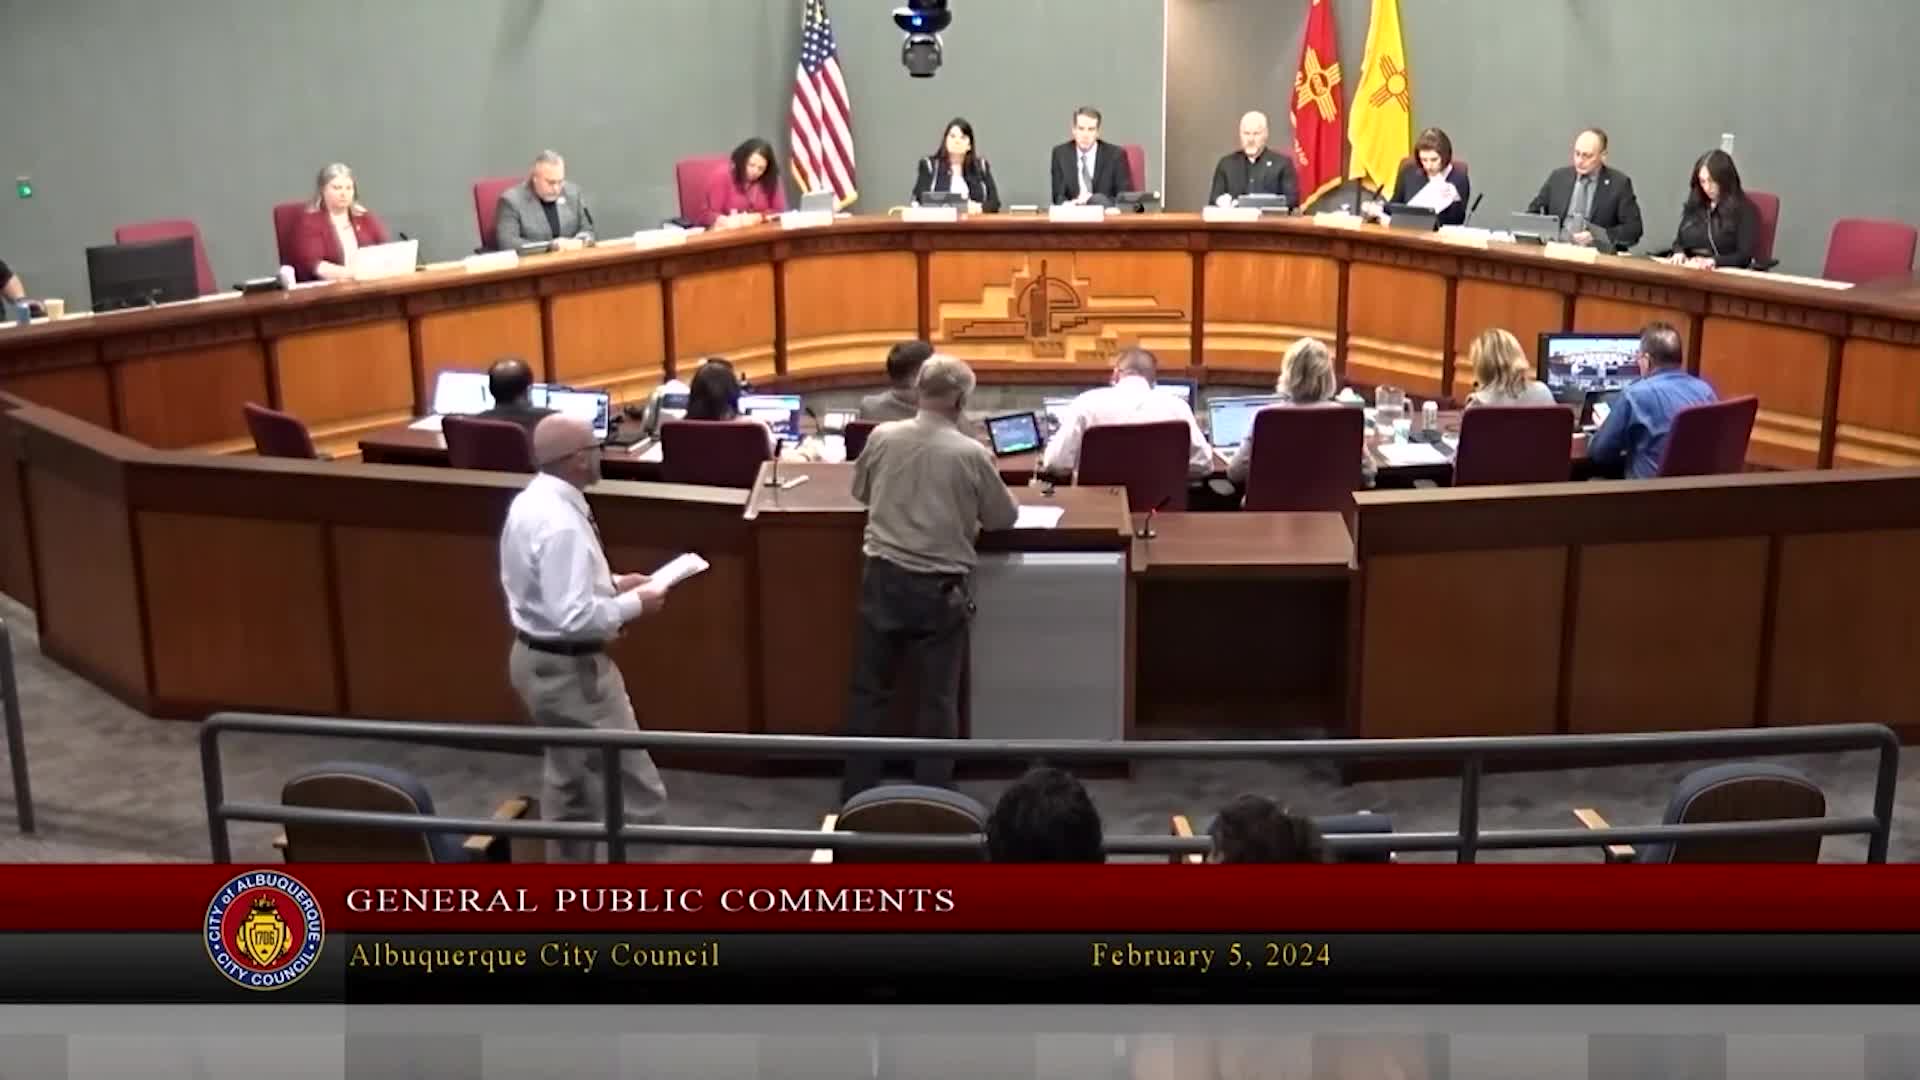 GENERAL PUBLIC COMMENTS
Albuquerque City Council
February 5, 2024
CITY of ALBUQUERQUE
1706
CITY COUNCIL